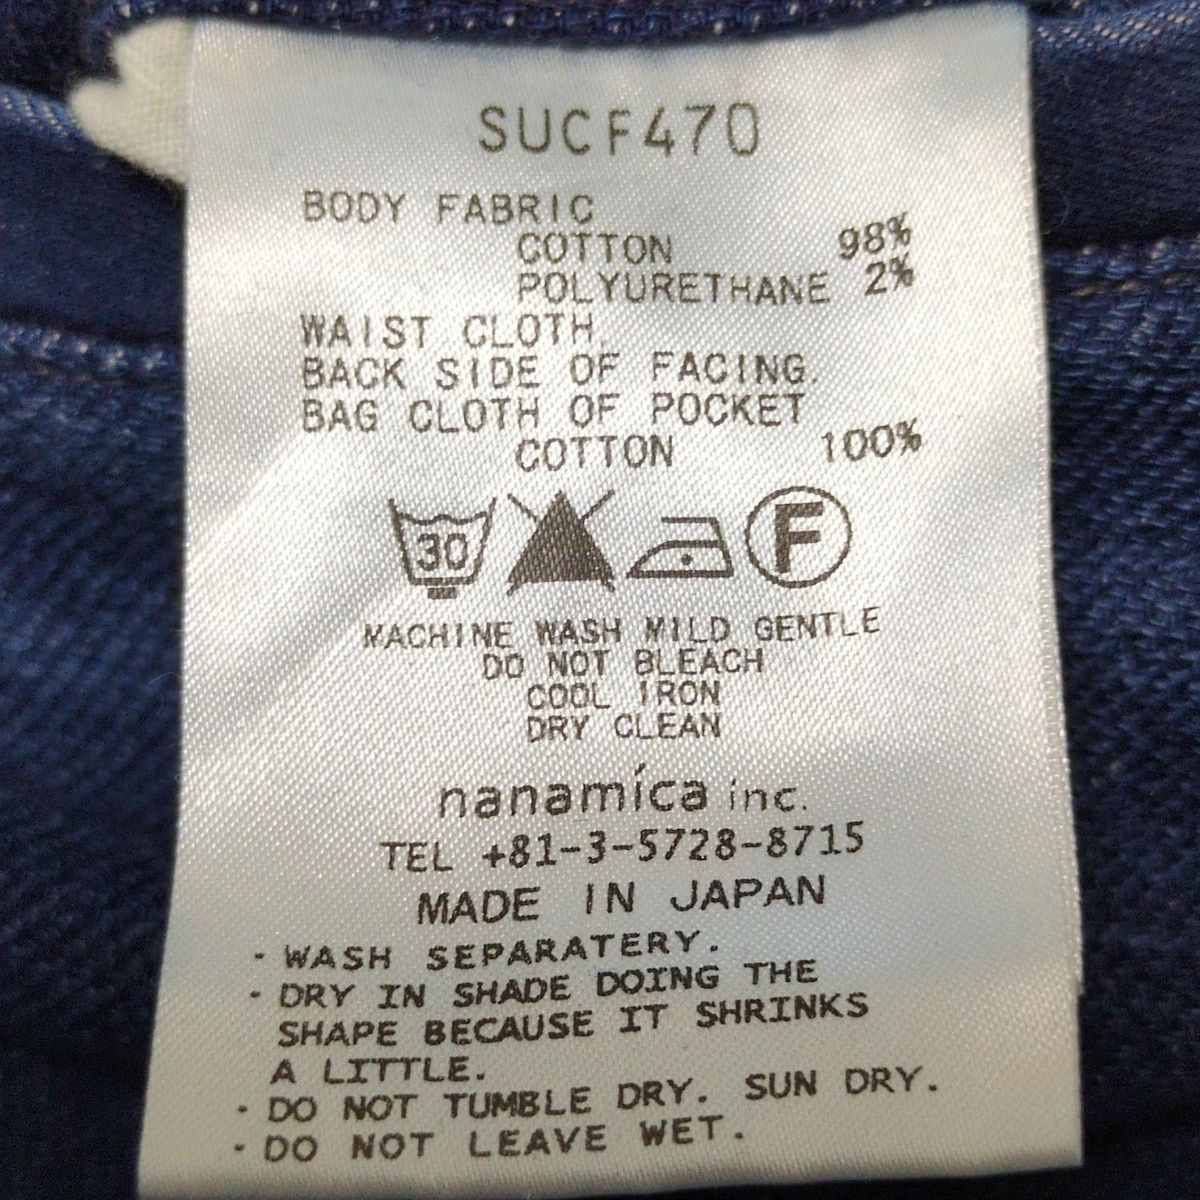 SUCF470
BODY FABRIC
COTTON 98%
POLYURETHANE 2%
WAIST CLOTH.
BACK SIDE OF FACING.
BAG CLOTH OF POCKET
COTTON 100%
30 F
MACHINE WASH MILD GENTLE
DO NOT BLEACH
COOL IRON
DRY CLEAN
nanamíca inc.
TEL +81-3-5728-8715
MADE IN JAPAN
・WASH SEPARATERY.
・DRY IN SHADE DOING THE
SHAPE BECAUSE IT SHRINKS
A LITTLE.
・DO NOT TUMBLE DRY. SUN DRY.
・DO NOT LEAVE WET.